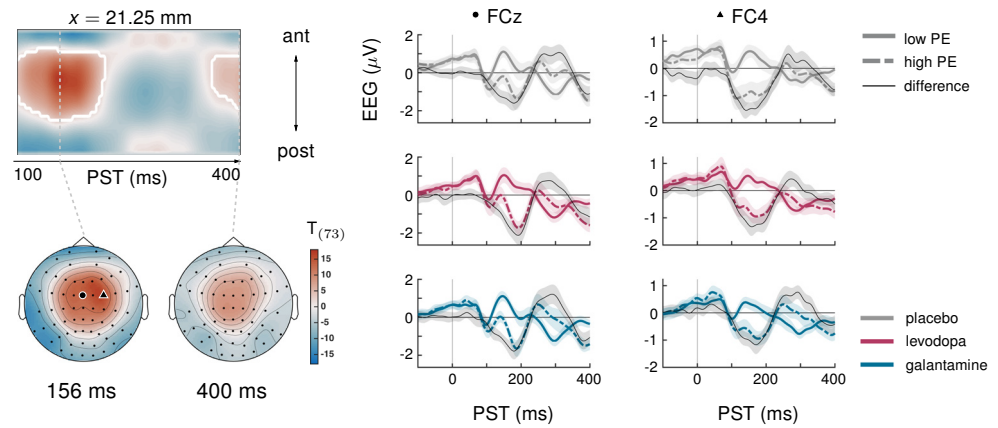 x = 21.25 mm
ant
post
100 PST (ms) 400
T(73)
15
10
5
0
-5
-10
-15
156 ms
400 ms
FCz
FC4
EEG (μV)
2
0
-2
1
0
-1
-2
low PE
high PE
difference
2
0
-2
1
0
-1
-2
2
0
-2
1
0
-1
-2
placebo
levodopa
galantamine
0 200 400
0 200 400
PST (ms)
PST (ms)